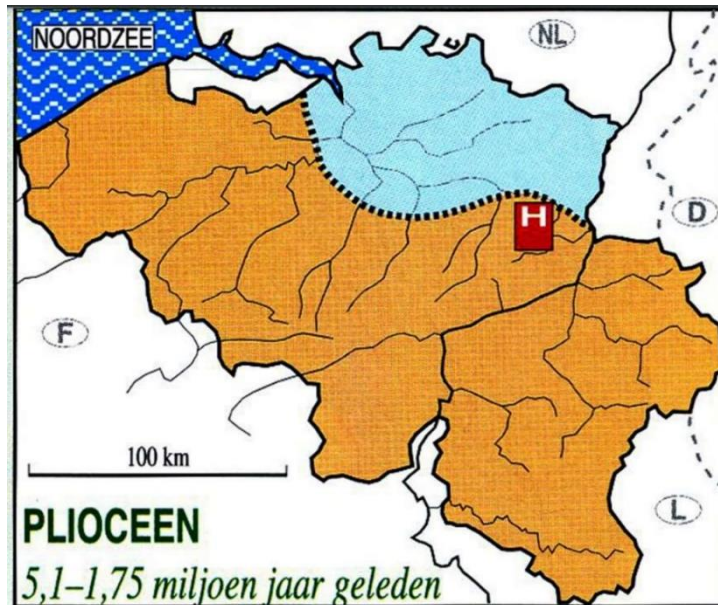 NOORDZEE
NL
D
H
F
100 km
L
PLIOCEEN
5,1–1,75 miljoen jaar geleden